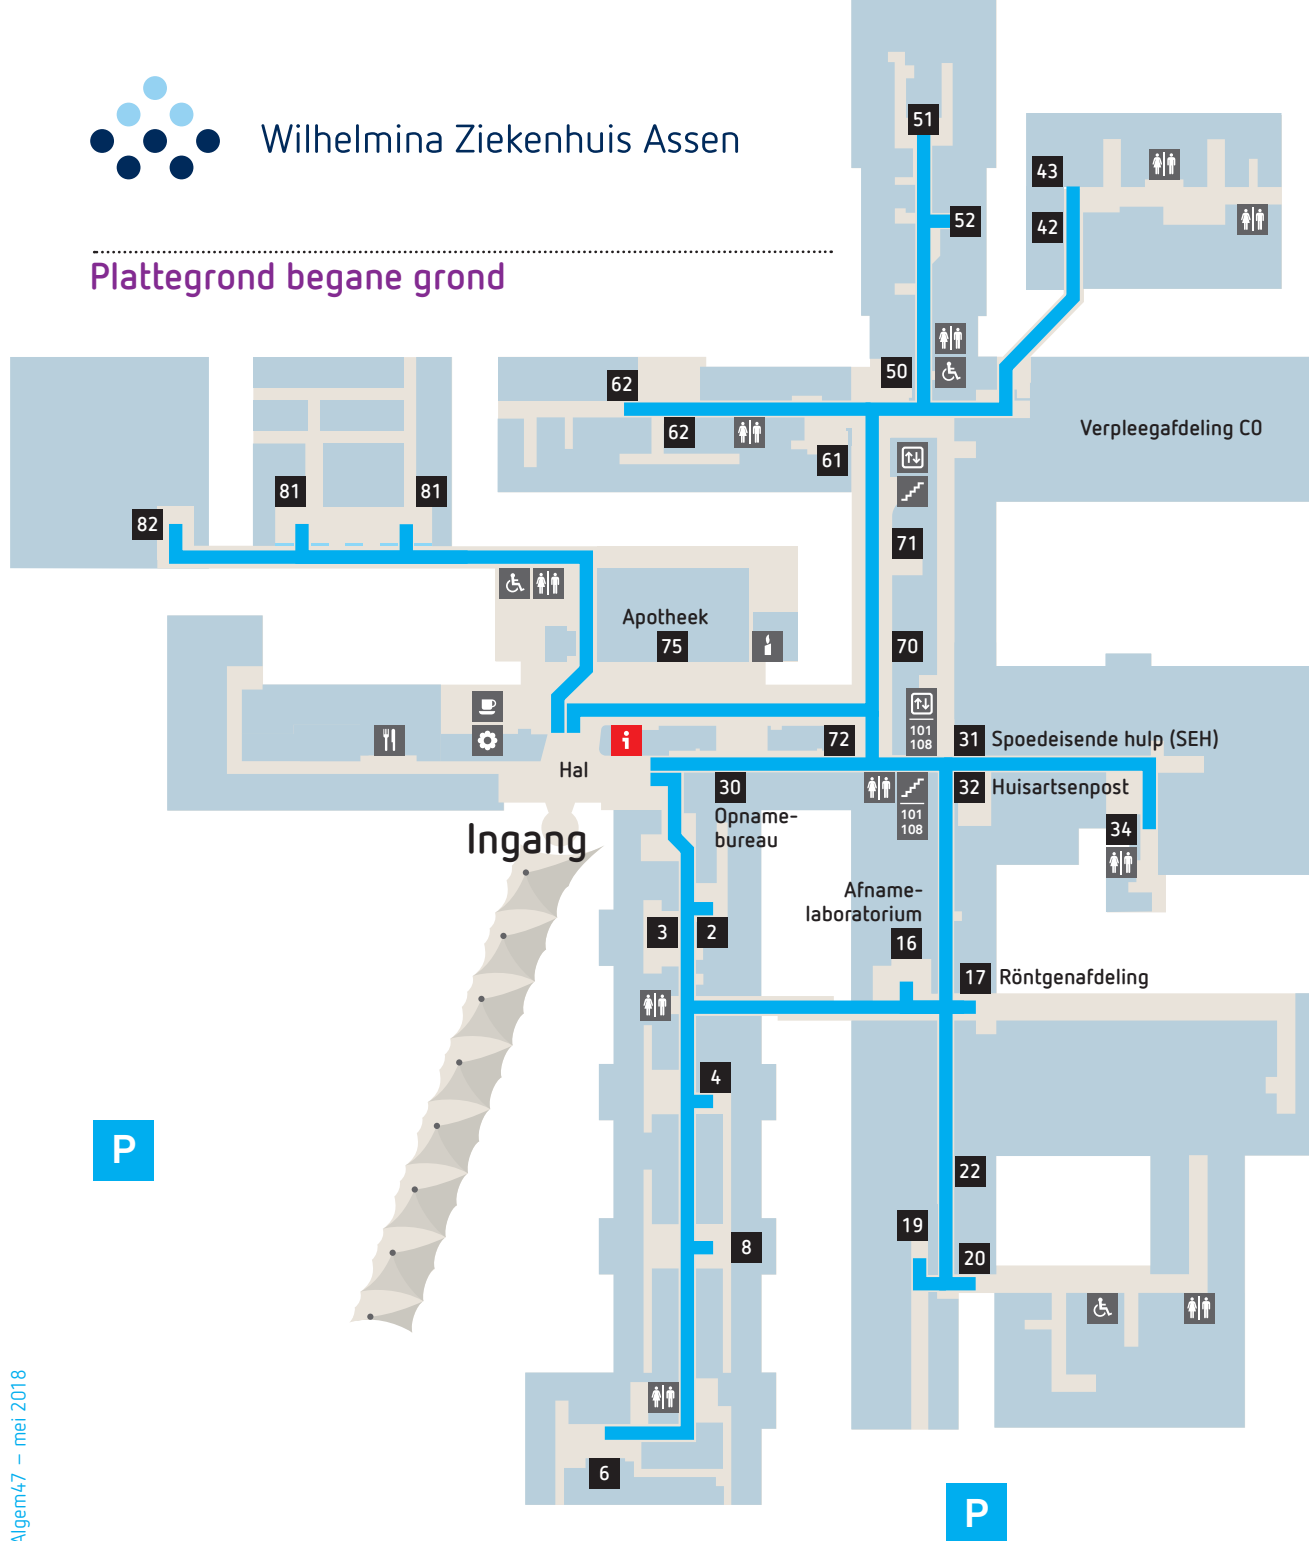 Wilhelmina Ziekenhuis Assen
Plattegrond begane grond
51
52
43
42
50
62
62
61
Verpleegafdeling C0
81
81
82
71
Apotheek
75
70
101
108
72
31 Spoedeisende hulp (SEH)
Hal
30
Opname-
bureau
32 Huisartsenpost
101
108
34
Ingang
Afname-
laboratorium
16
3
2
17 Röntgenafdeling
4
P
22
19
8
20
6
P
Algem47 – mei 2018